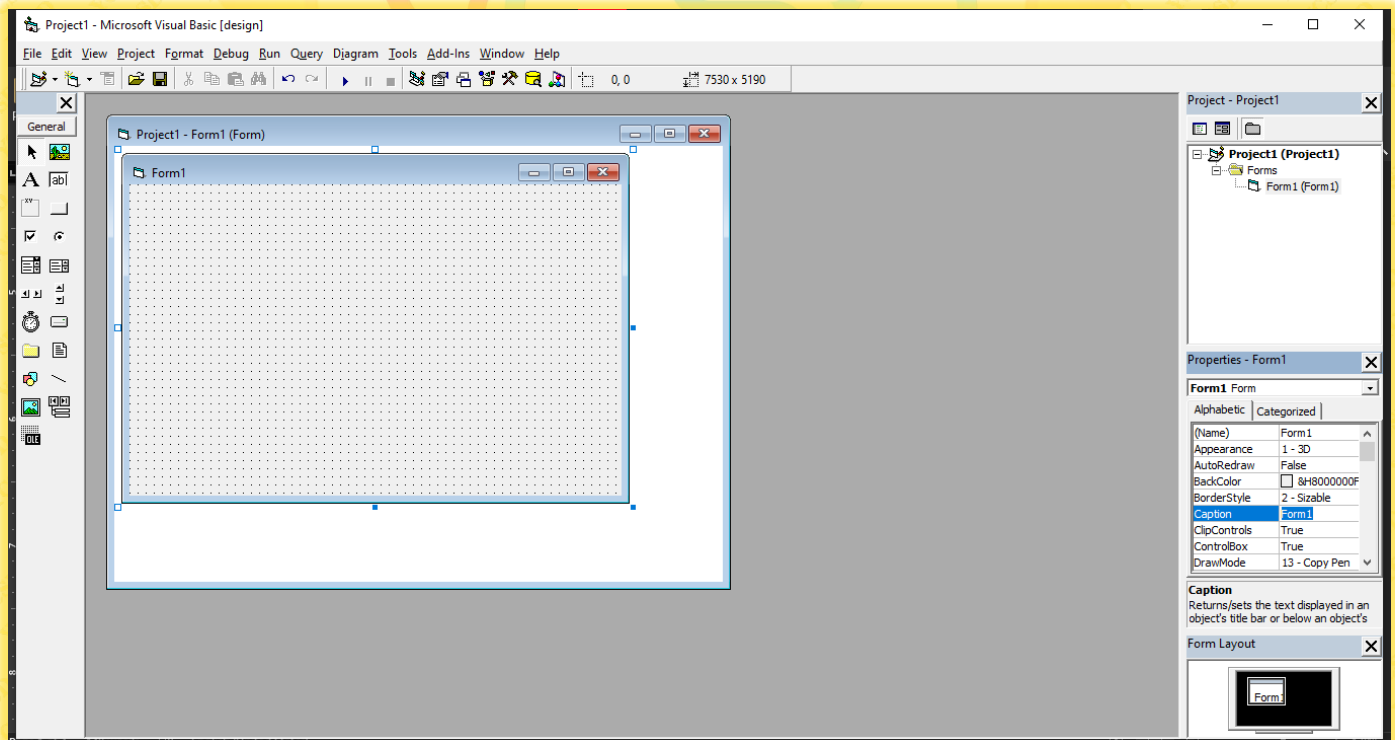 Project1 - Microsoft Visual Basic [design]
File Edit View Project Format Debug Run Query Diagram Tools Add-Ins Window Help
0, 0 7530 x 5190
General
A ab|
XY
OLE
Project1 - Form1 (Form)
Form1
Project - Project1
Project1 (Project1)
Forms
Form1 (Form1)
Properties - Form1
Form1 Form
Alphabetic Categorized
(Name) Form1
Appearance 1 - 3D
AutoRedraw False
BackColor &H8000000F
BorderStyle 2 - Sizable
Caption Form1
ClipControls True
ControlBox True
DrawMode 13 - Copy Pen
Caption
Returns/sets the text displayed in an
object's title bar or below an object's
Form Layout
Form1